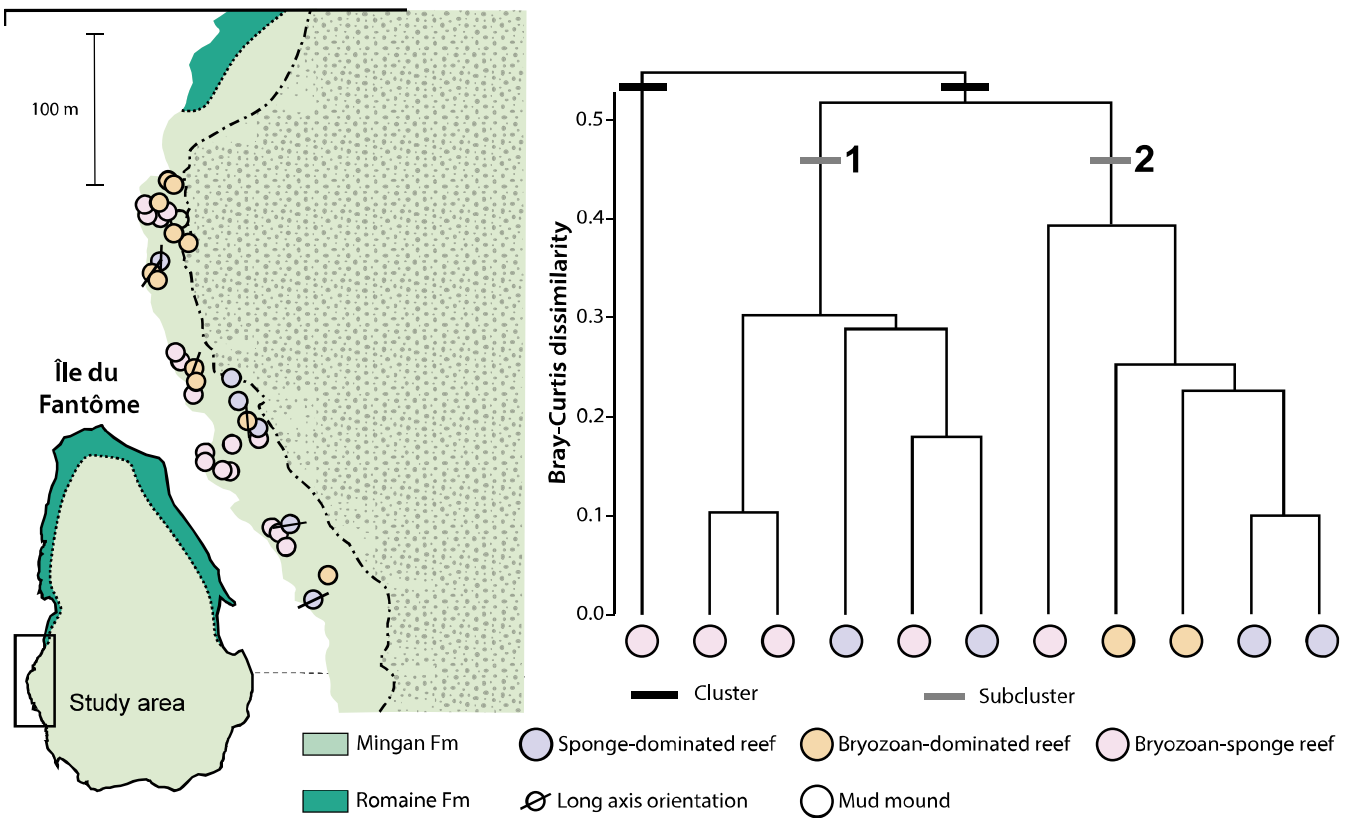 100 m
Île du
Fantôme
Study area
Bray-Curtis dissimilarity
0.5
0.4
0.3
0.2
0.1
0.0
1
2
Cluster
Subcluster
Mingan Fm
Sponge-dominated reef
Bryozoan-dominated reef
Bryozoan-sponge reef
Romaine Fm
Long axis orientation
Mud mound